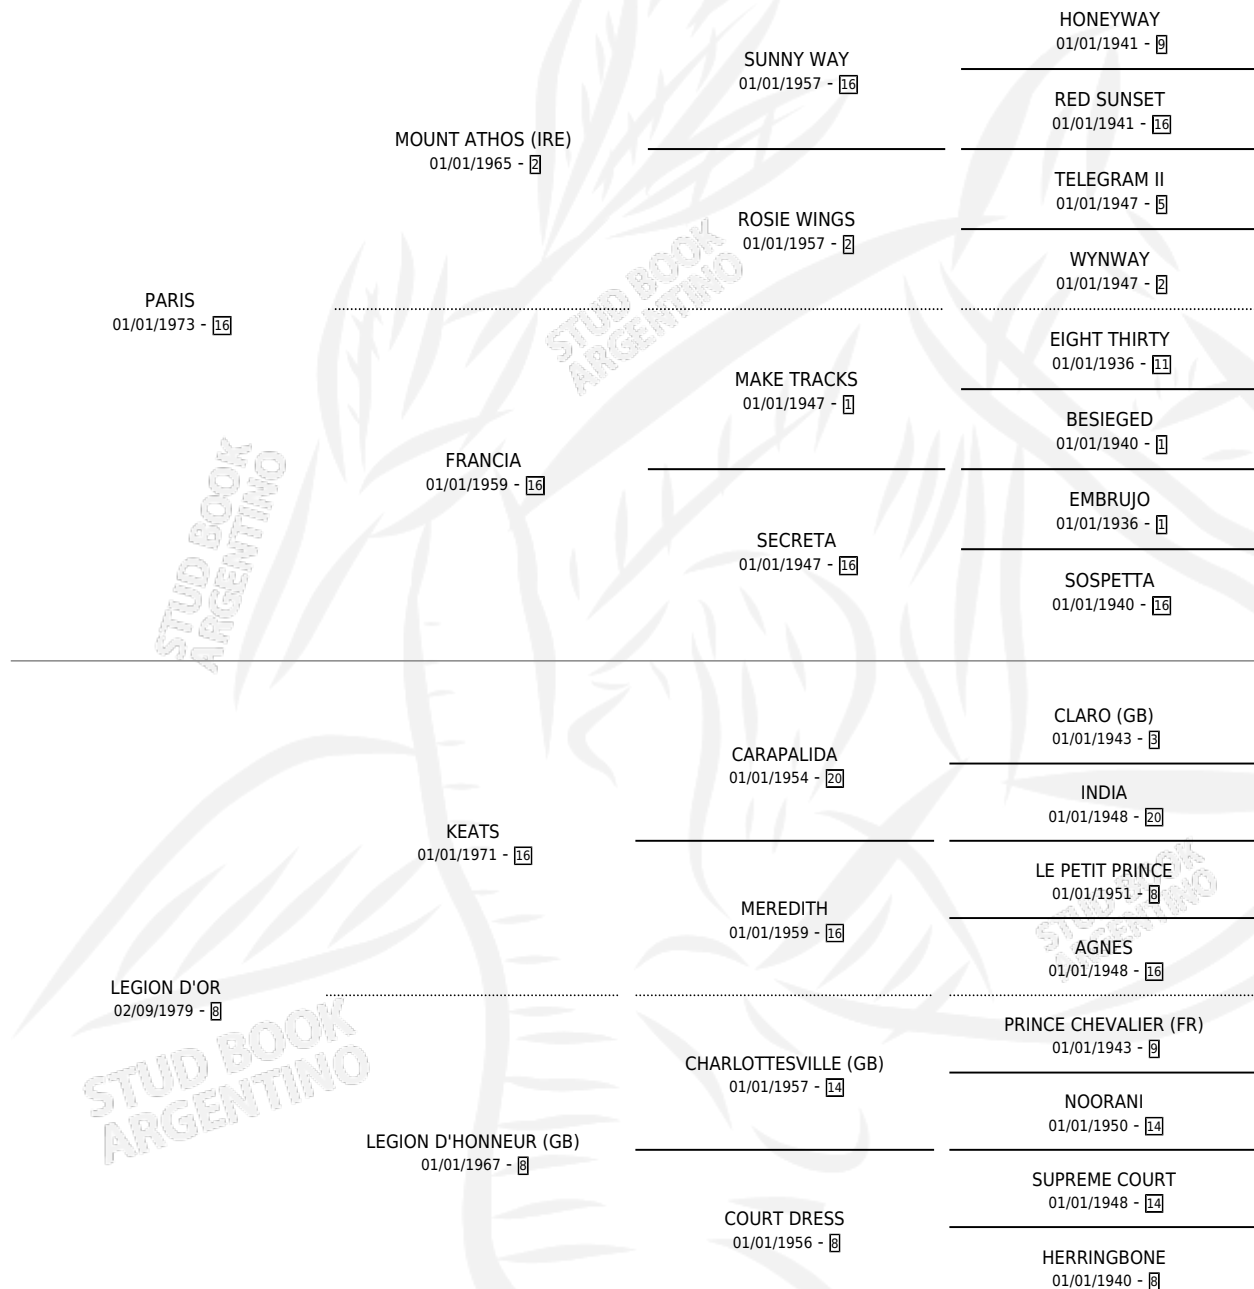 HONEYWAY
01/01/1941 - 9
SUNNY WAY
01/01/1957 - 16
RED SUNSET
01/01/1941 - 16
MOUNT ATHOS (IRE)
01/01/1965 - 2
TELEGRAM II
01/01/1947 - 5
ROSIE WINGS
01/01/1957 - 2
WYNWAY
01/01/1947 - 2
PARIS
01/01/1973 - 16
EIGHT THIRTY
01/01/1936 - 11
MAKE TRACKS
01/01/1947 - 1
BESIEGED
01/01/1940 - 1
FRANCIA
01/01/1959 - 16
EMBRUJO
01/01/1936 - 1
SECRETA
01/01/1947 - 16
SOSPETTA
01/01/1940 - 16
CLARO (GB)
01/01/1943 - 3
CARAPALIDA
01/01/1954 - 20
INDIA
01/01/1948 - 20
KEATS
01/01/1971 - 16
LE PETIT PRINCE
01/01/1951 - 8
MEREDITH
01/01/1959 - 16
AGNES
01/01/1948 - 16
LEGION D'OR
02/09/1979 - 8
PRINCE CHEVALIER (FR)
01/01/1943 - 9
CHARLOTTESVILLE (GB)
01/01/1957 - 14
NOORANI
01/01/1950 - 14
LEGION D'HONNEUR (GB)
01/01/1967 - 8
SUPREME COURT
01/01/1948 - 14
COURT DRESS
01/01/1956 - 8
HERRINGBONE
01/01/1940 - 8
STUD BOOK
ARGENTINO
STUD BOOK
ARGENTINO
STUD BOOK
ARGENTINO
STUD BOOK
ARGENTINO